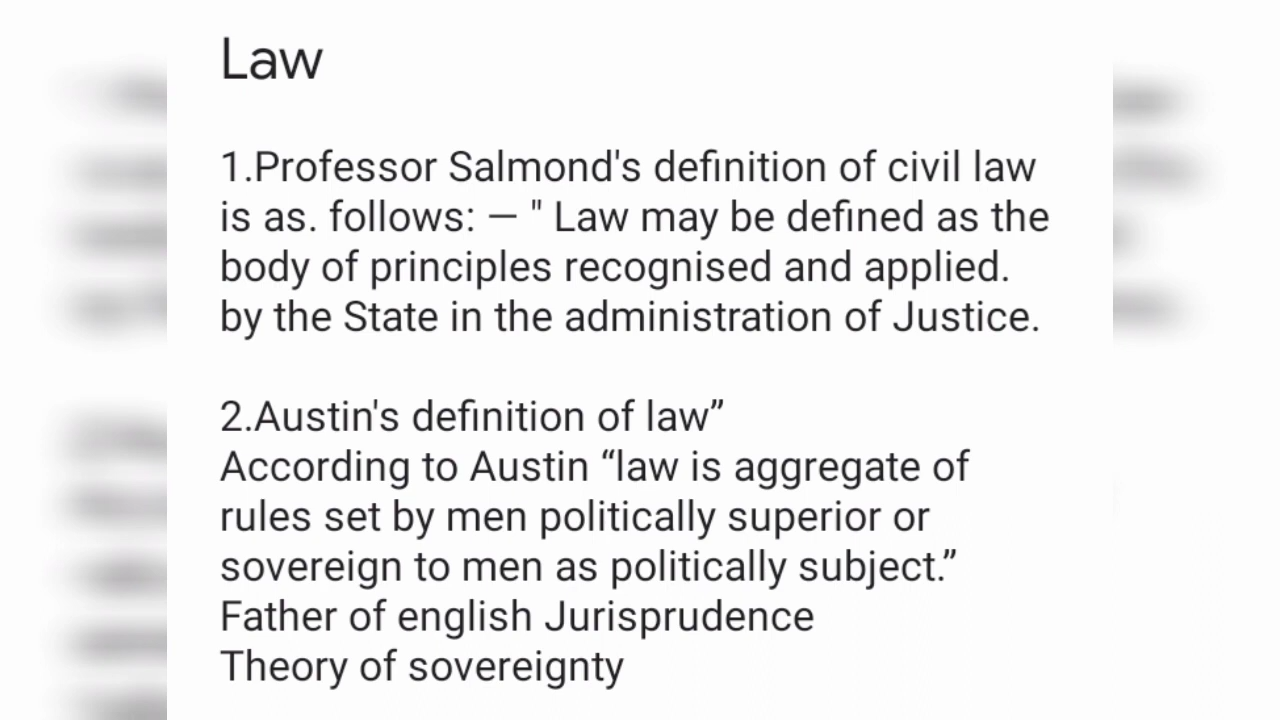 Law
1.Professor Salmond's definition of civil law
is as. follows: — " Law may be defined as the
body of principles recognised and applied.
by the State in the administration of Justice.
2.Austin's definition of law”
According to Austin “law is aggregate of
rules set by men politically superior or
sovereign to men as politically subject.”
Father of english Jurisprudence
Theory of sovereignty